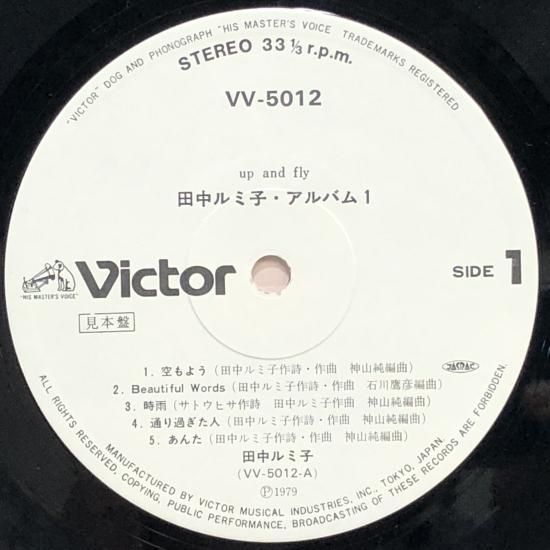 "VICTOR" DOG AND PHONOGRAPH "HIS MASTER'S VOICE" TRADEMARKS REGISTERED
STEREO 33 1/3 r.p.m.
VV-5012
up and fly
田中ルミ子・アルバム1
"HIS MASTER'S VOICE"
Victor
SIDE 1
見本盤
JASRAC
1. 空もよう (田中ルミ子作詩・作曲 神山純編曲)
2. Beautiful Words (田中ルミ子作詩・作曲 石川鷹彦編曲)
3. 時雨 (サトウヒサ作詩 田中ルミ子作曲 神山純編曲)
4. 通り過ぎた人 (田中ルミ子作詩・作曲 神山純編曲)
5. あんた (田中ルミ子作詩・作曲 神山純編曲)
田中ルミ子
(VV-5012-A)
Ⓟ1979
MANUFACTURED BY VICTOR MUSICAL INDUSTRIES, INC., TOKYO, JAPAN.
ALL RIGHTS RESERVED, COPYING, PUBLIC PERFORMANCE, BROADCASTING OF THESE RECORDS ARE FORBIDDEN.